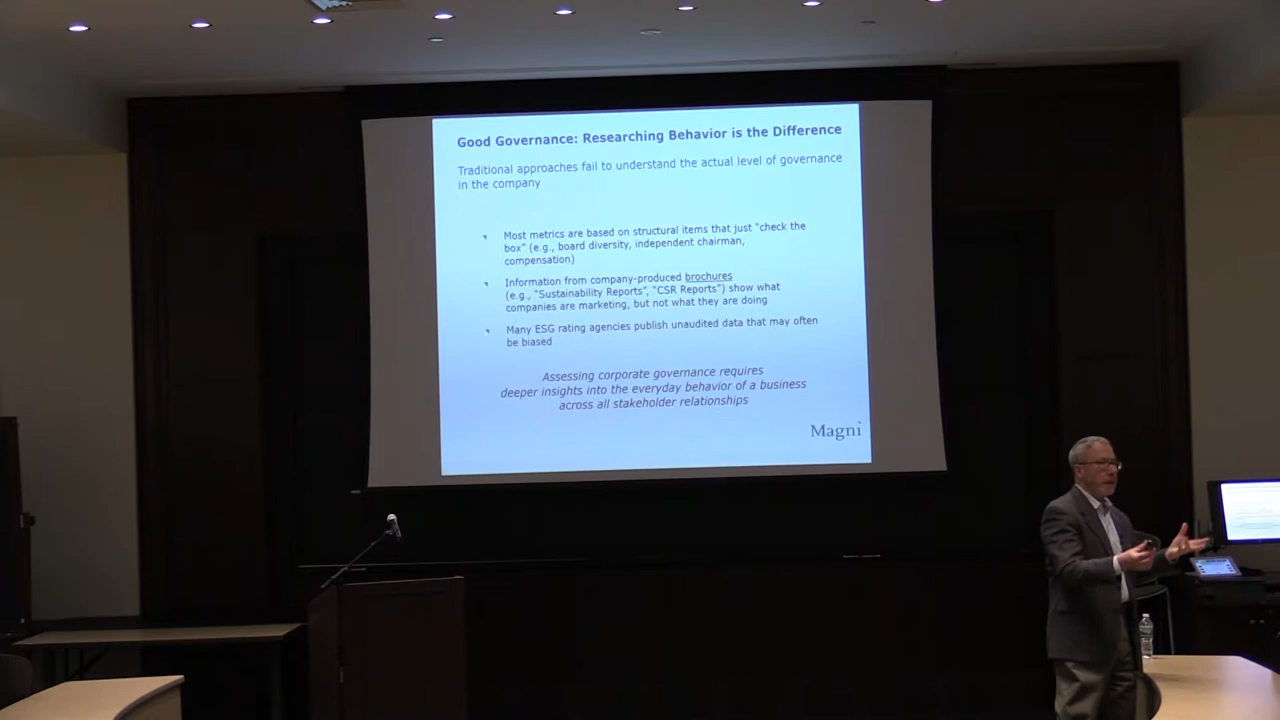 Good Governance: Researching Behavior is the Difference
Traditional approaches fail to understand the actual level of governance
in the company
Most metrics are based on structural items that just "check the
box" (e.g., board diversity, independent chairman,
compensation)
Information from company-produced brochures
(e.g., "Sustainability Reports", "CSR Reports") show what
companies are marketing, but not what they are doing
Many ESG rating agencies publish unaudited data that may often
be biased
Assessing corporate governance requires
deeper insights into the everyday behavior of a business
across all stakeholder relationships
Magni